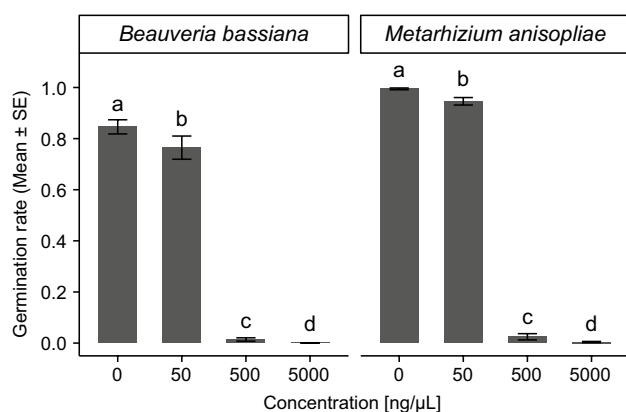 Beauveria bassiana
Metarhizium anisopliae
Germination rate (Mean ± SE)
1.0
0.8
0.6
0.4
0.2
0.0
a
b
c
d
a
b
c
d
0 50 500 5000
0 50 500 5000
Concentration [ng/µL]